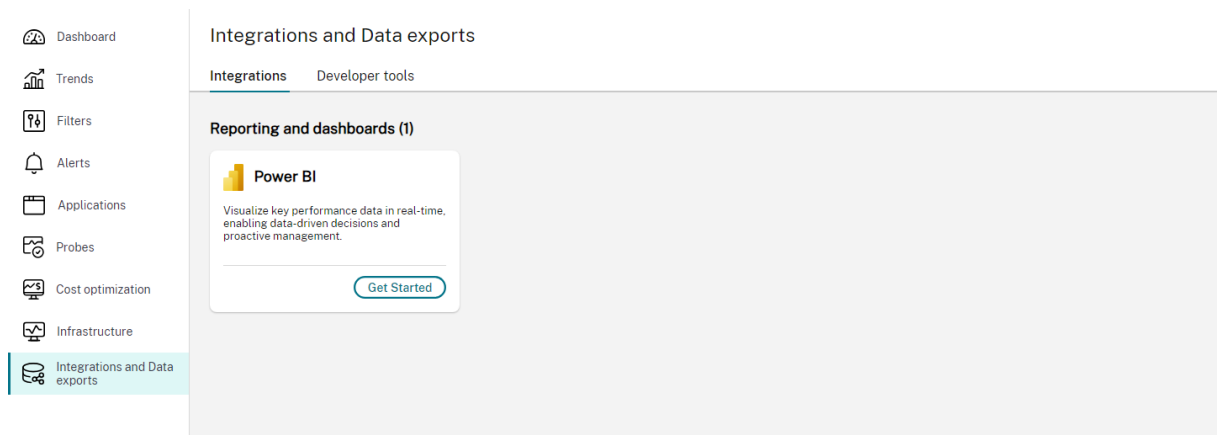 Dashboard
Trends
Filters
Alerts
Applications
Probes
Cost optimization
Infrastructure
Integrations and Data
exports
Integrations and Data exports
Integrations Developer tools
Reporting and dashboards (1)
Power BI
Visualize key performance data in real-time,
enabling data-driven decisions and
proactive management.
Get Started